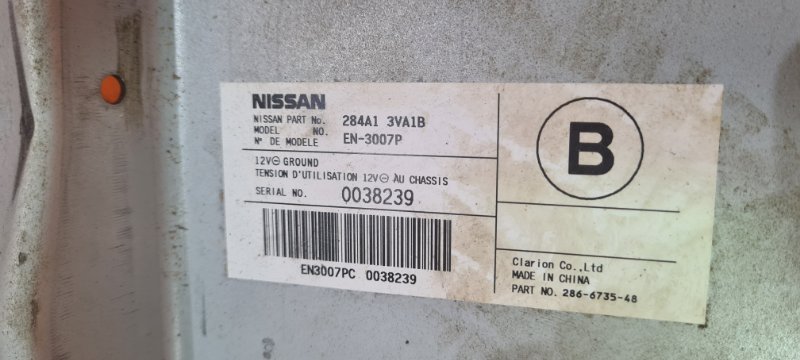 NISSAN
NISSAN PART No. 284A1 3VA1B
MODEL NO. EN-3007P
N° DE MODELE
12V⊖ GROUND
TENSION D'UTILISATION 12V⊖ AU CHASSIS
SERIAL NO. 0038239
EN3007PC 0038239
B
Clarion Co.,Ltd
MADE IN CHINA
PART NO. 286-6735-48